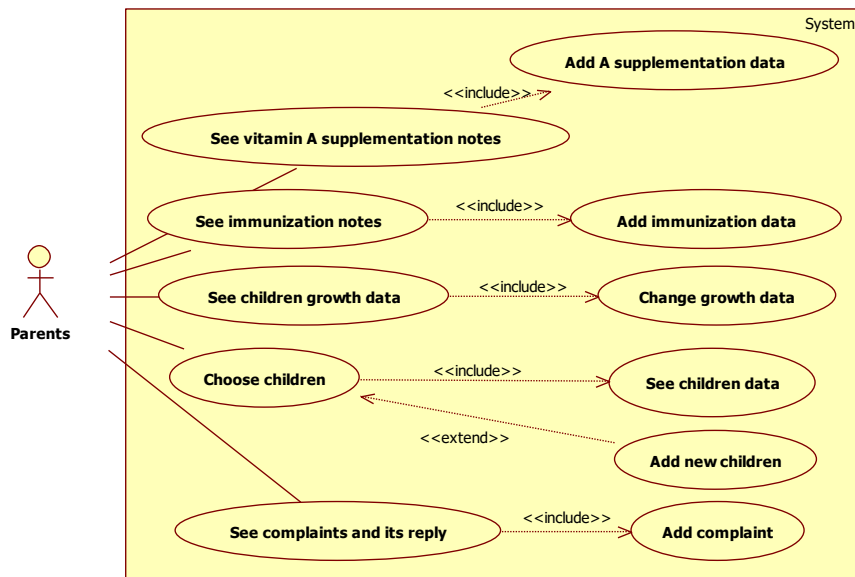 System
Add A supplementation data
<<include>>
See vitamin A supplementation notes
See immunization notes
<<include>>
Add immunization data
See children growth data
<<include>>
Change growth data
Parents
Choose children
<<include>>
See children data
<<extend>>
Add new children
See complaints and its reply
<<include>>
Add complaint